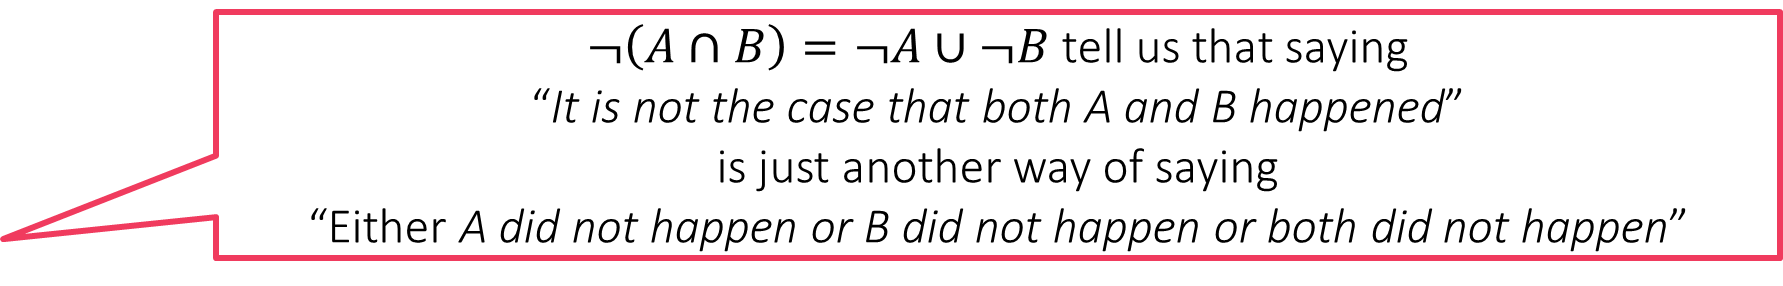 ¬(A ∩ B) = ¬A ∪ ¬B tell us that saying
“It is not the case that both A and B happened”
is just another way of saying
“Either A did not happen or B did not happen or both did not happen”